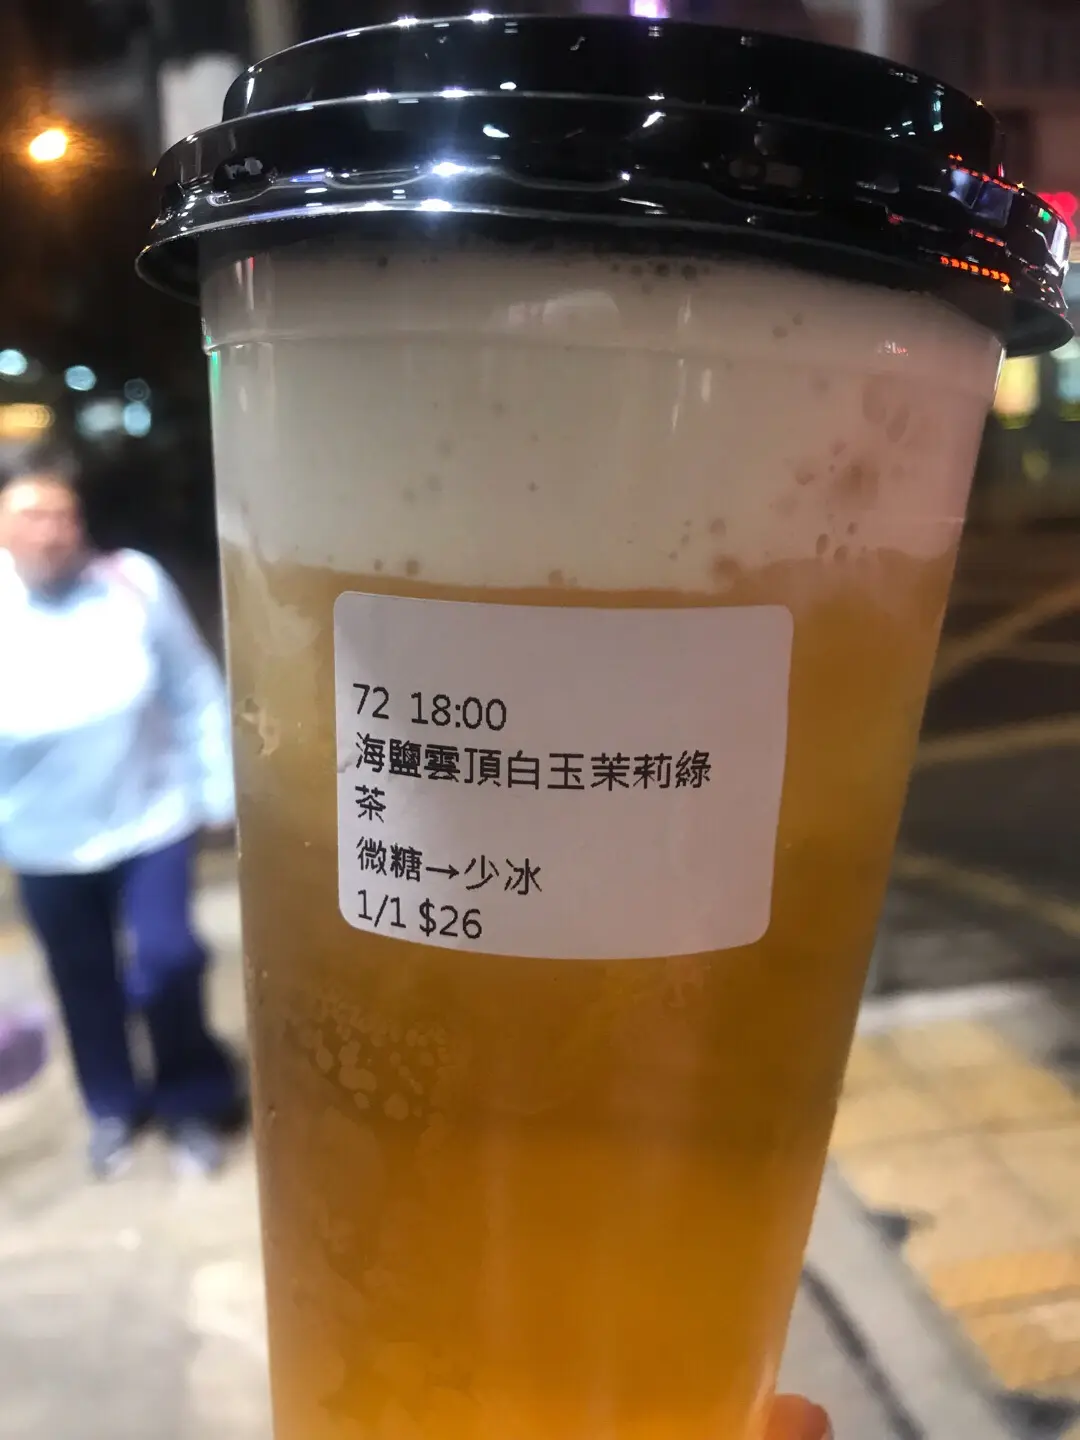 72 18:00
海鹽雲頂白玉茉莉綠
茶
微糖→少冰
1/1 $26